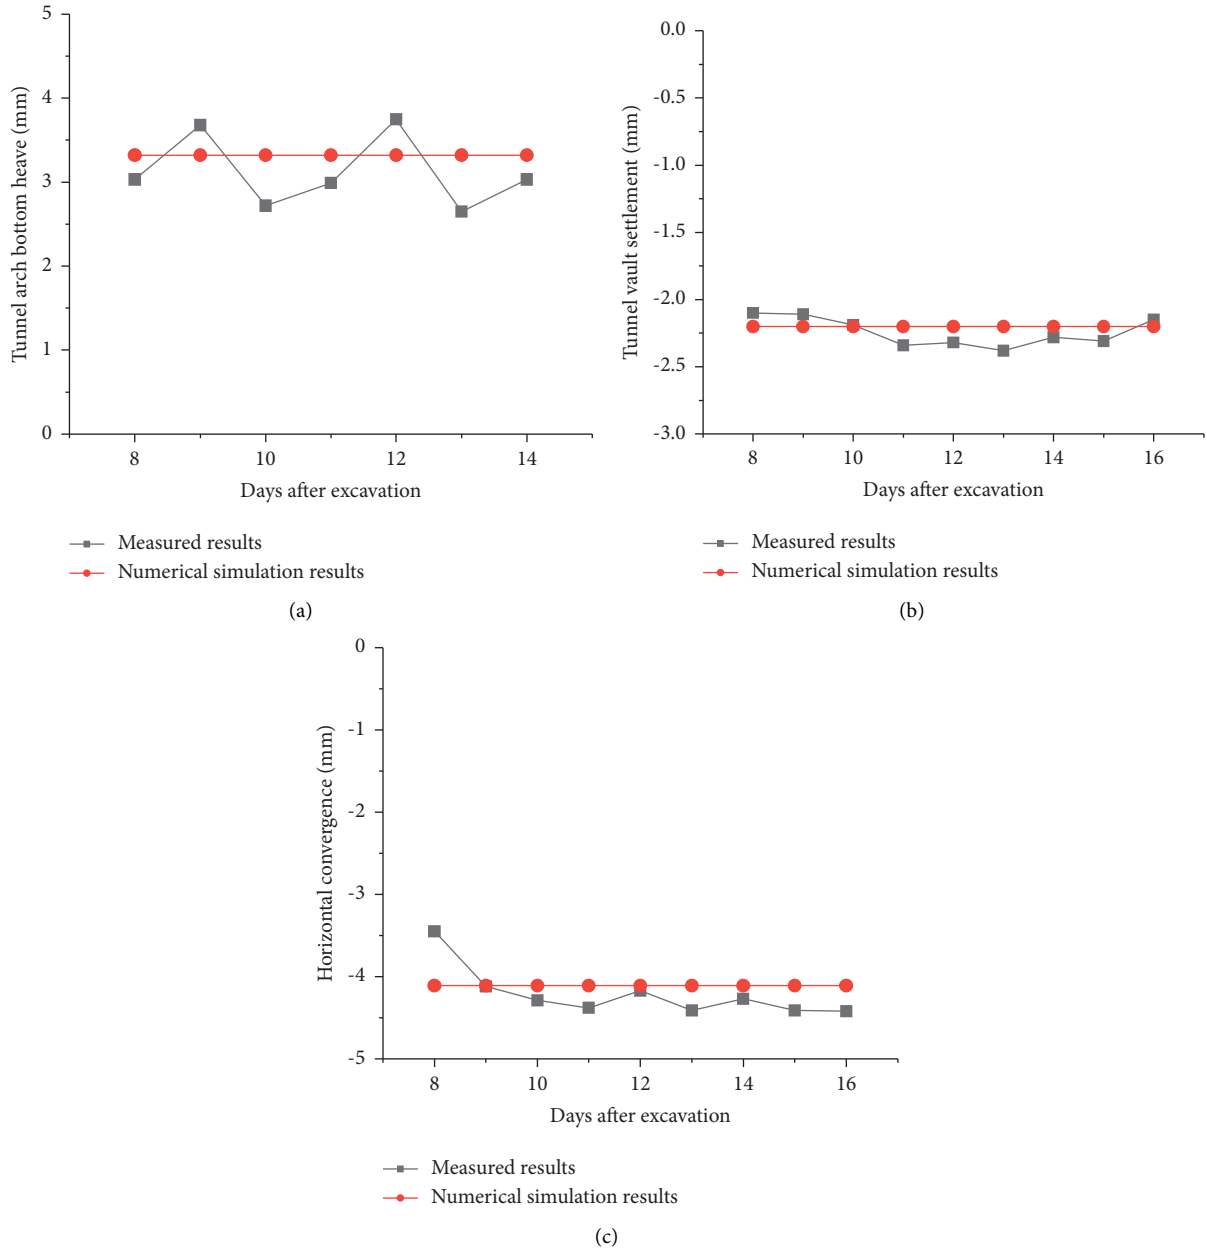 5
4
3
2
1
0
Tunnel arch bottom heave (mm)
8 10 12 14
Days after excavation
Measured results
Numerical simulation results
(a)
0.0
-0.5
-1.0
-1.5
-2.0
-2.5
-3.0
Tunnel vault settlement (mm)
8 10 12 14 16
Days after excavation
Measured results
Numerical simulation results
(b)
0
-1
-2
-3
-4
-5
Horizontal convergence (mm)
8 10 12 14 16
Days after excavation
Measured results
Numerical simulation results
(c)